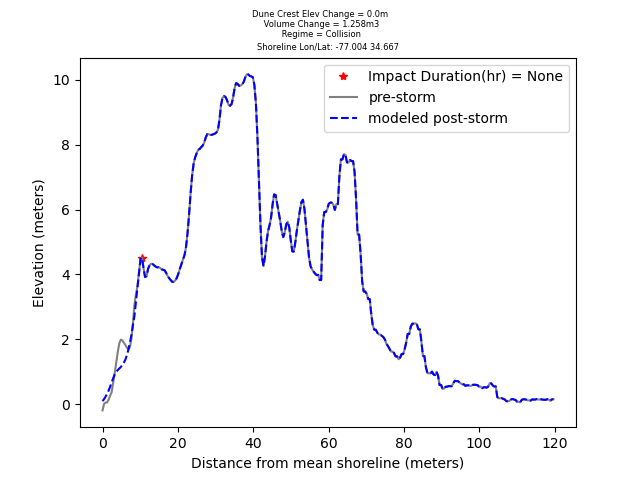 Dune Crest Elev Change = 0.0m
Volume Change = 1.258m3
Regime = Collision
Shoreline Lon/Lat: -77.004 34.667
Impact Duration(hr) = None
pre-storm
modeled post-storm
Elevation (meters)
10
8
6
4
2
0
0 20 40 60 80 100 120
Distance from mean shoreline (meters)